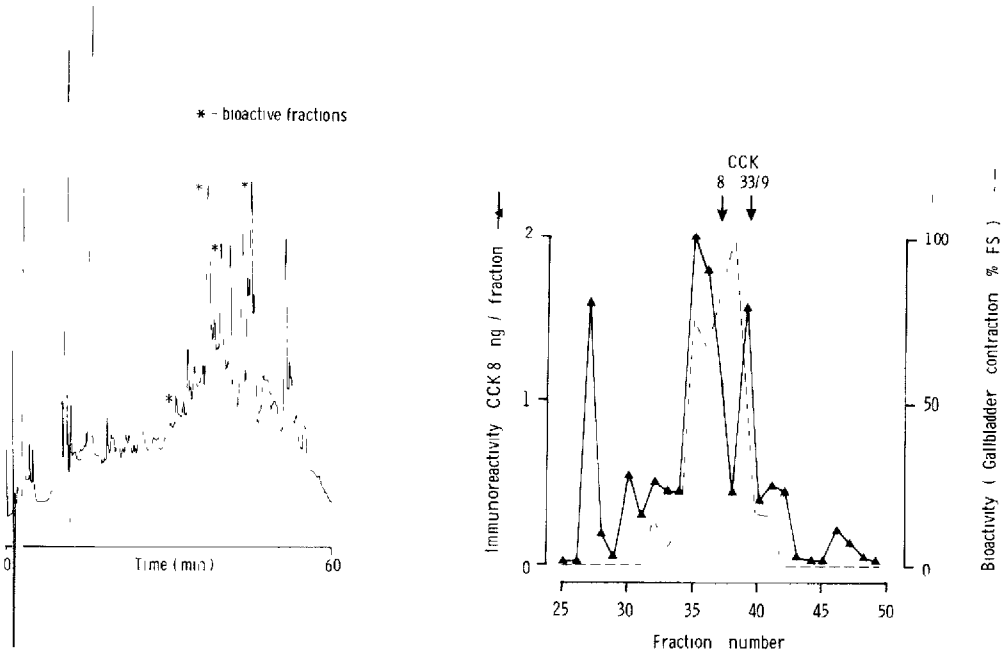 * - bioactive fractions
0
Time (min)
60
CCK
8 33/9
Immunoreactivity CCK 8 ng / fraction
2
1
0
100
50
0
Bioactivity ( Gallbladder contraction % FS )
25 30 35 40 45 50
Fraction number